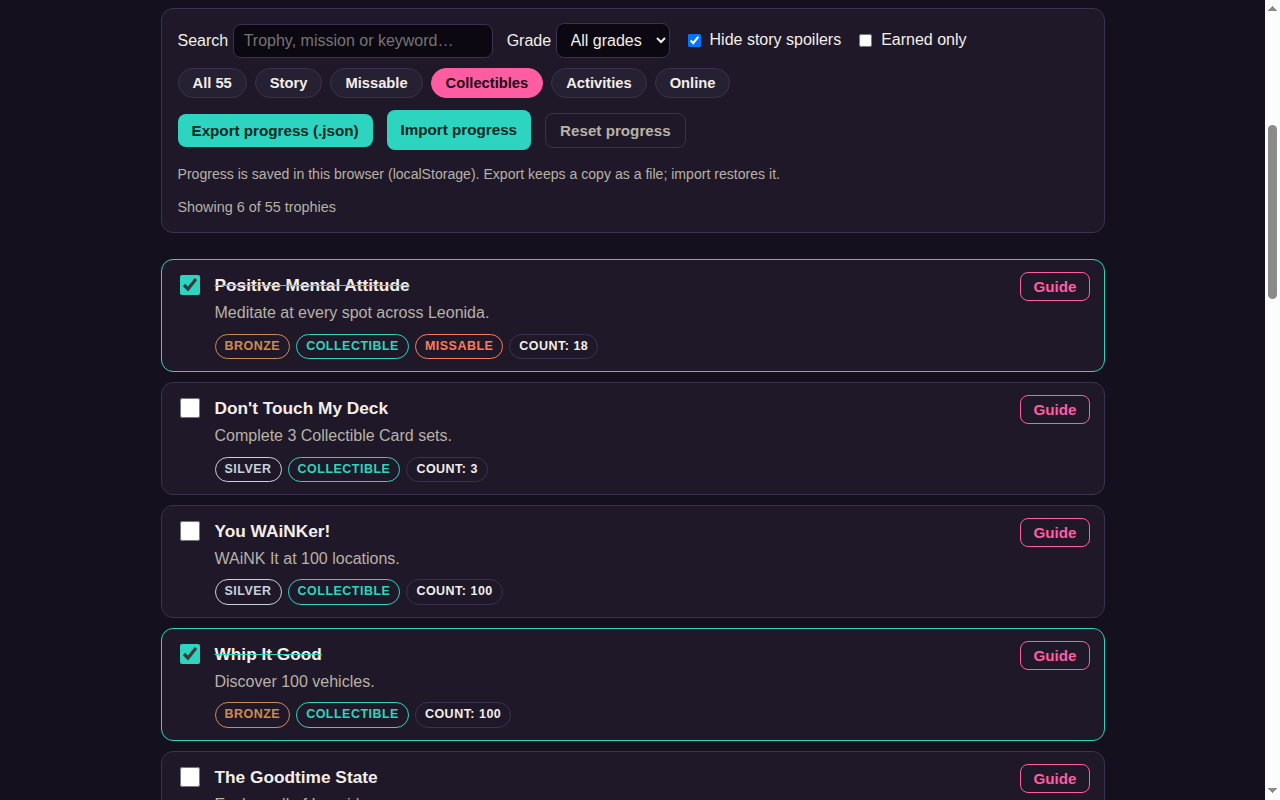 Search Trophy, mission or keyword… Grade All grades Hide story spoilers Earned only
All 55 Story Missable Collectibles Activities Online
Export progress (.json) Import progress Reset progress
Progress is saved in this browser (localStorage). Export keeps a copy as a file; import restores it.
Showing 6 of 55 trophies
Positive Mental Attitude Guide
Meditate at every spot across Leonida.
BRONZE COLLECTIBLE MISSABLE COUNT: 18
Don't Touch My Deck Guide
Complete 3 Collectible Card sets.
SILVER COLLECTIBLE COUNT: 3
You WAiNKer! Guide
WAiNK It at 100 locations.
SILVER COLLECTIBLE COUNT: 100
Whip It Good Guide
Discover 100 vehicles.
BRONZE COLLECTIBLE COUNT: 100
The Goodtime State Guide